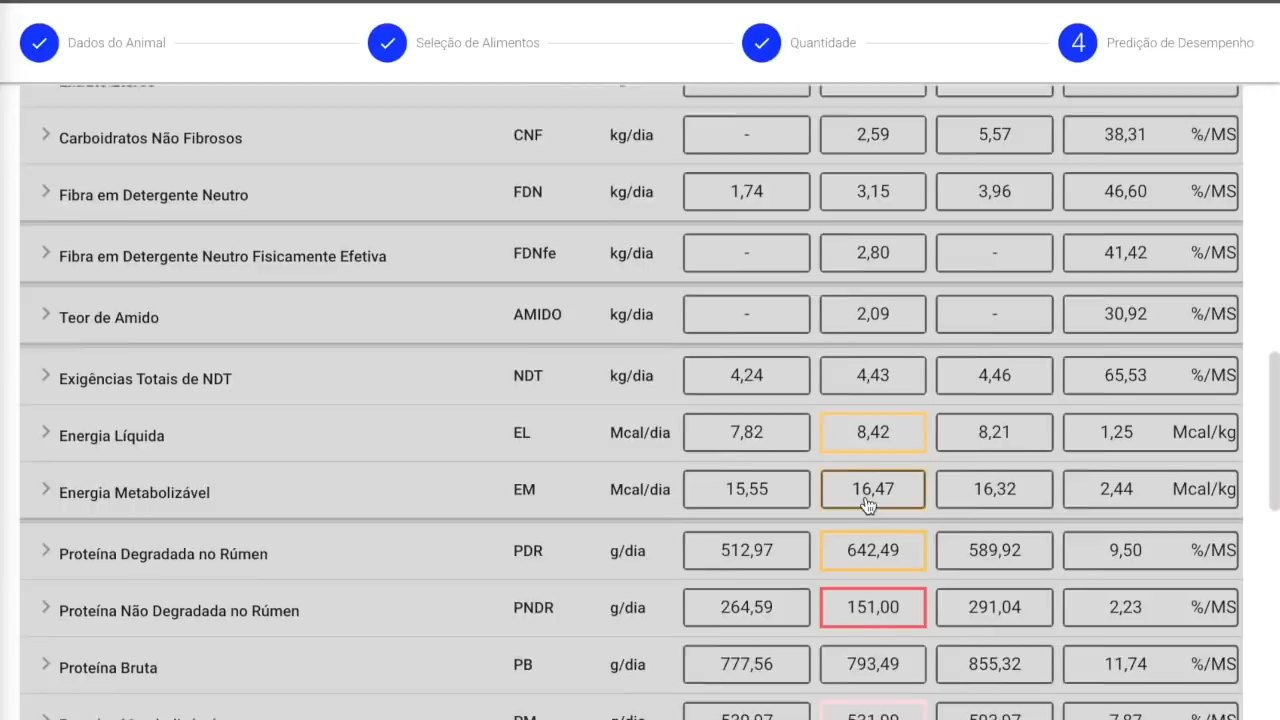 Dados do Animal
Seleção de Alimentos
Quantidade
4 Predição de Desempenho
Carboidratos Não Fibrosos CNF kg/dia - 2,59 5,57 38,31 %/MS
Fibra em Detergente Neutro FDN kg/dia 1,74 3,15 3,96 46,60 %/MS
Fibra em Detergente Neutro Fisicamente Efetiva FDNfe kg/dia - 2,80 - 41,42 %/MS
Teor de Amido AMIDO kg/dia - 2,09 - 30,92 %/MS
Exigências Totais de NDT NDT kg/dia 4,24 4,43 4,46 65,53 %/MS
Energia Líquida EL Mcal/dia 7,82 8,42 8,21 1,25 Mcal/kg
Energia Metabolizável EM Mcal/dia 15,55 16,47 16,32 2,44 Mcal/kg
Proteína Degradada no Rúmen PDR g/dia 512,97 642,49 589,92 9,50 %/MS
Proteína Não Degradada no Rúmen PNDR g/dia 264,59 151,00 291,04 2,23 %/MS
Proteína Bruta PB g/dia 777,56 793,49 855,32 11,74 %/MS